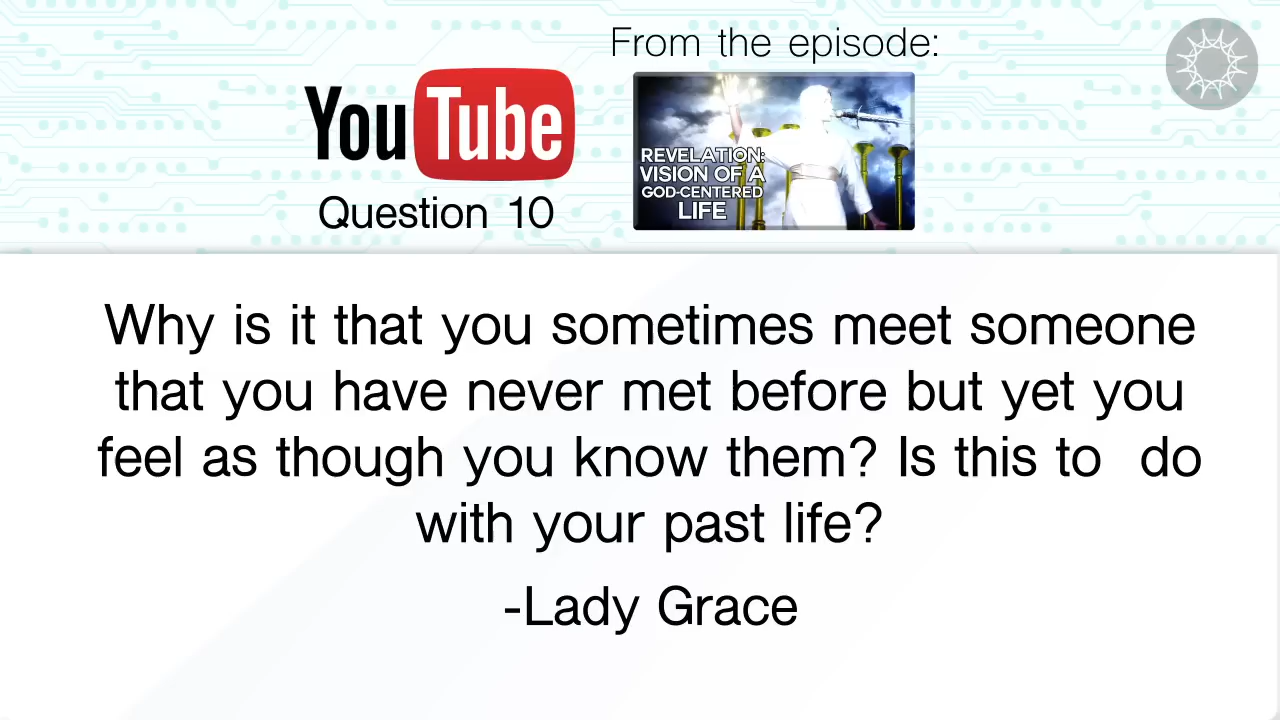 From the episode:
YouTube
REVELATION:
VISION OF A
GOD-CENTERED
LIFE
Question 10
Why is it that you sometimes meet someone
that you have never met before but yet you
feel as though you know them? Is this to do
with your past life?
-Lady Grace